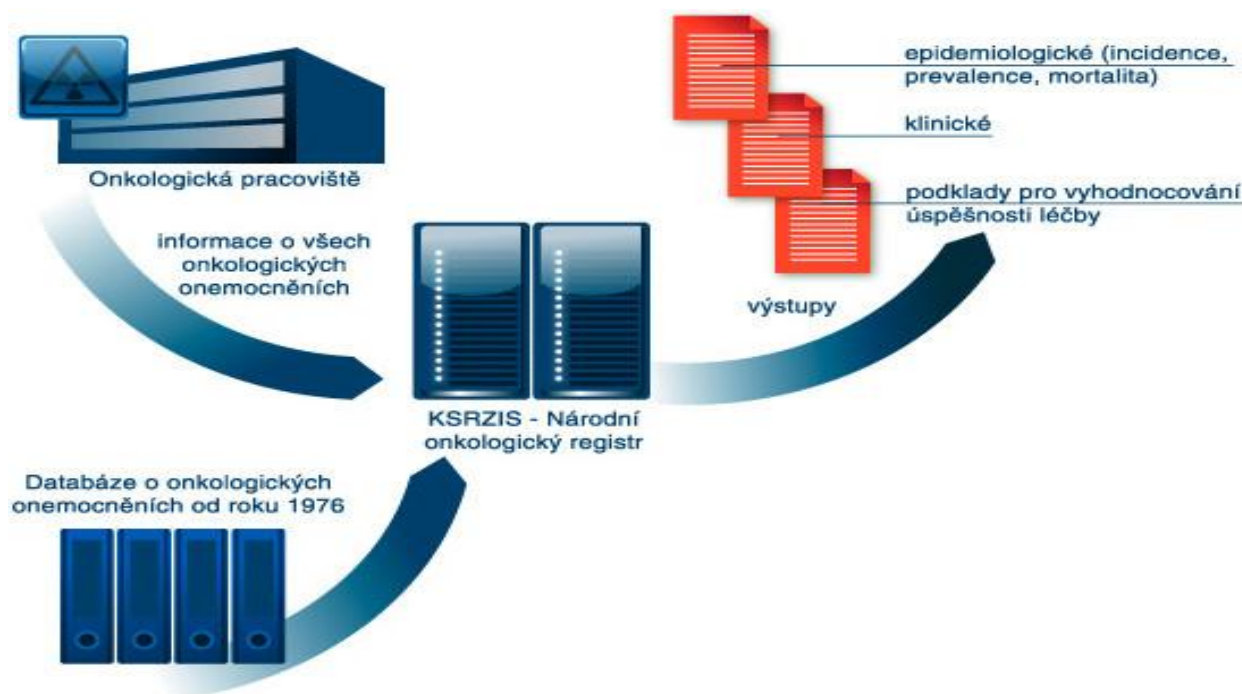 Onkologická pracoviště
informace o všech
onkologických
onemocněních
Databáze o onkologických
onemocněních od roku 1976
KSRZIS - Národní
onkologický registr
výstupy
epidemiologické (incidence,
prevalence, mortalita)
klinické
podklady pro vyhodnocování
úspěšnosti léčby